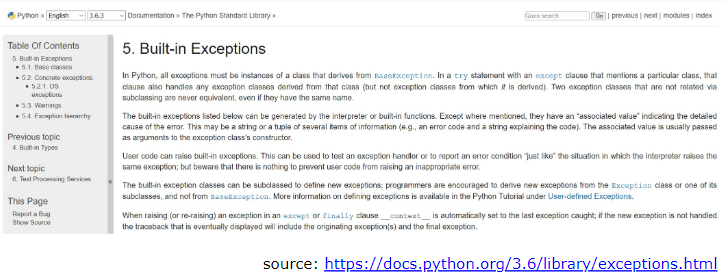 Python » English 3.6.3 Documentation » The Python Standard Library » Quick search Go | previous | next | modules | index
Table Of Contents
5. Built-in Exceptions
5.1. Base classes
5.2. Concrete exceptions
5.2.1. OS
exceptions
5.3. Warnings
5.4. Exception hierarchy
Previous topic
4. Built-in Types
Next topic
6. Text Processing Services
This Page
Report a Bug
Show Source
«
5. Built-in Exceptions
In Python, all exceptions must be instances of a class that derives from BaseException. In a try statement with an except clause that mentions a particular class, that
clause also handles any exception classes derived from that class (but not exception classes from which it is derived). Two exception classes that are not related via
subclassing are never equivalent, even if they have the same name.
The built-in exceptions listed below can be generated by the interpreter or built-in functions. Except where mentioned, they have an “associated value” indicating the detailed
cause of the error. This may be a string or a tuple of several items of information (e.g., an error code and a string explaining the code). The associated value is usually passed
as arguments to the exception class’s constructor.
User code can raise built-in exceptions. This can be used to test an exception handler or to report an error condition “just like” the situation in which the interpreter raises the
same exception; but beware that there is nothing to prevent user code from raising an inappropriate error.
The built-in exception classes can be subclassed to define new exceptions; programmers are encouraged to derive new exceptions from the Exception class or one of its
subclasses, and not from BaseException. More information on defining exceptions is available in the Python Tutorial under User-defined Exceptions.
When raising (or re-raising) an exception in an except or finally clause __context__ is automatically set to the last exception caught; if the new exception is not handled
the traceback that is eventually displayed will include the originating exception(s) and the final exception.
source: https://docs.python.org/3.6/library/exceptions.html